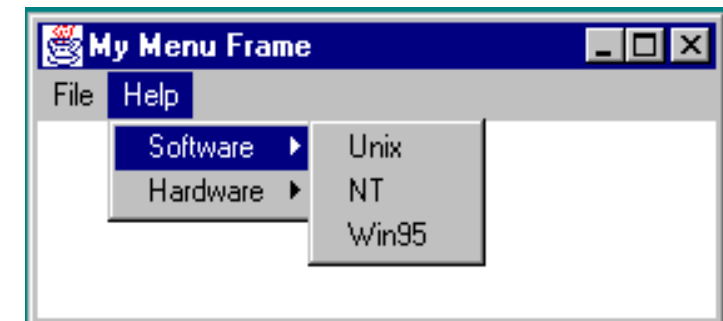 My Menu Frame
File Help
Software Unix
Hardware NT
Win95